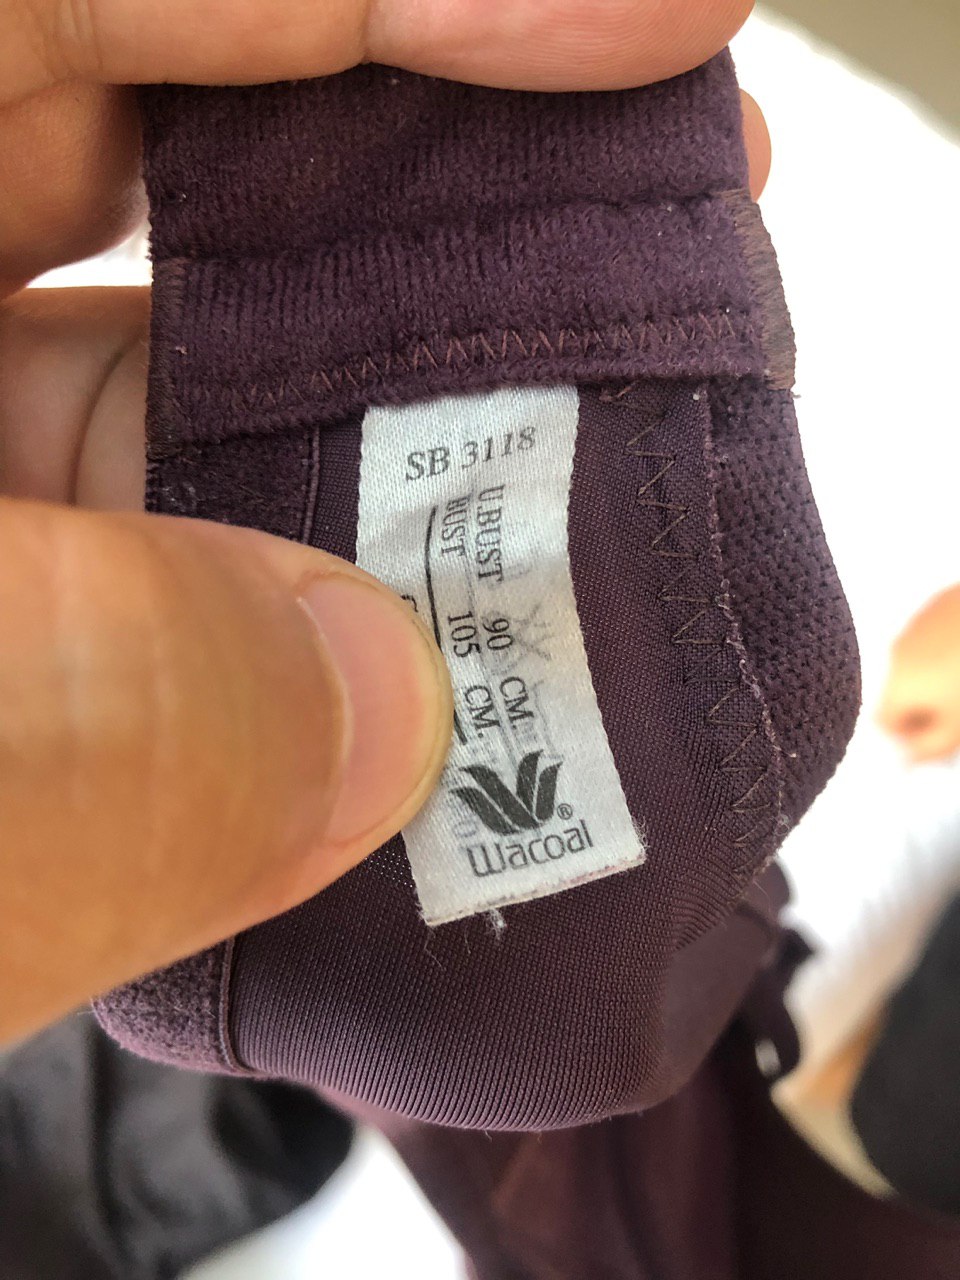 SB 3118
U.BUST 90 CM.
BUST 105 CM.
Wacoal®